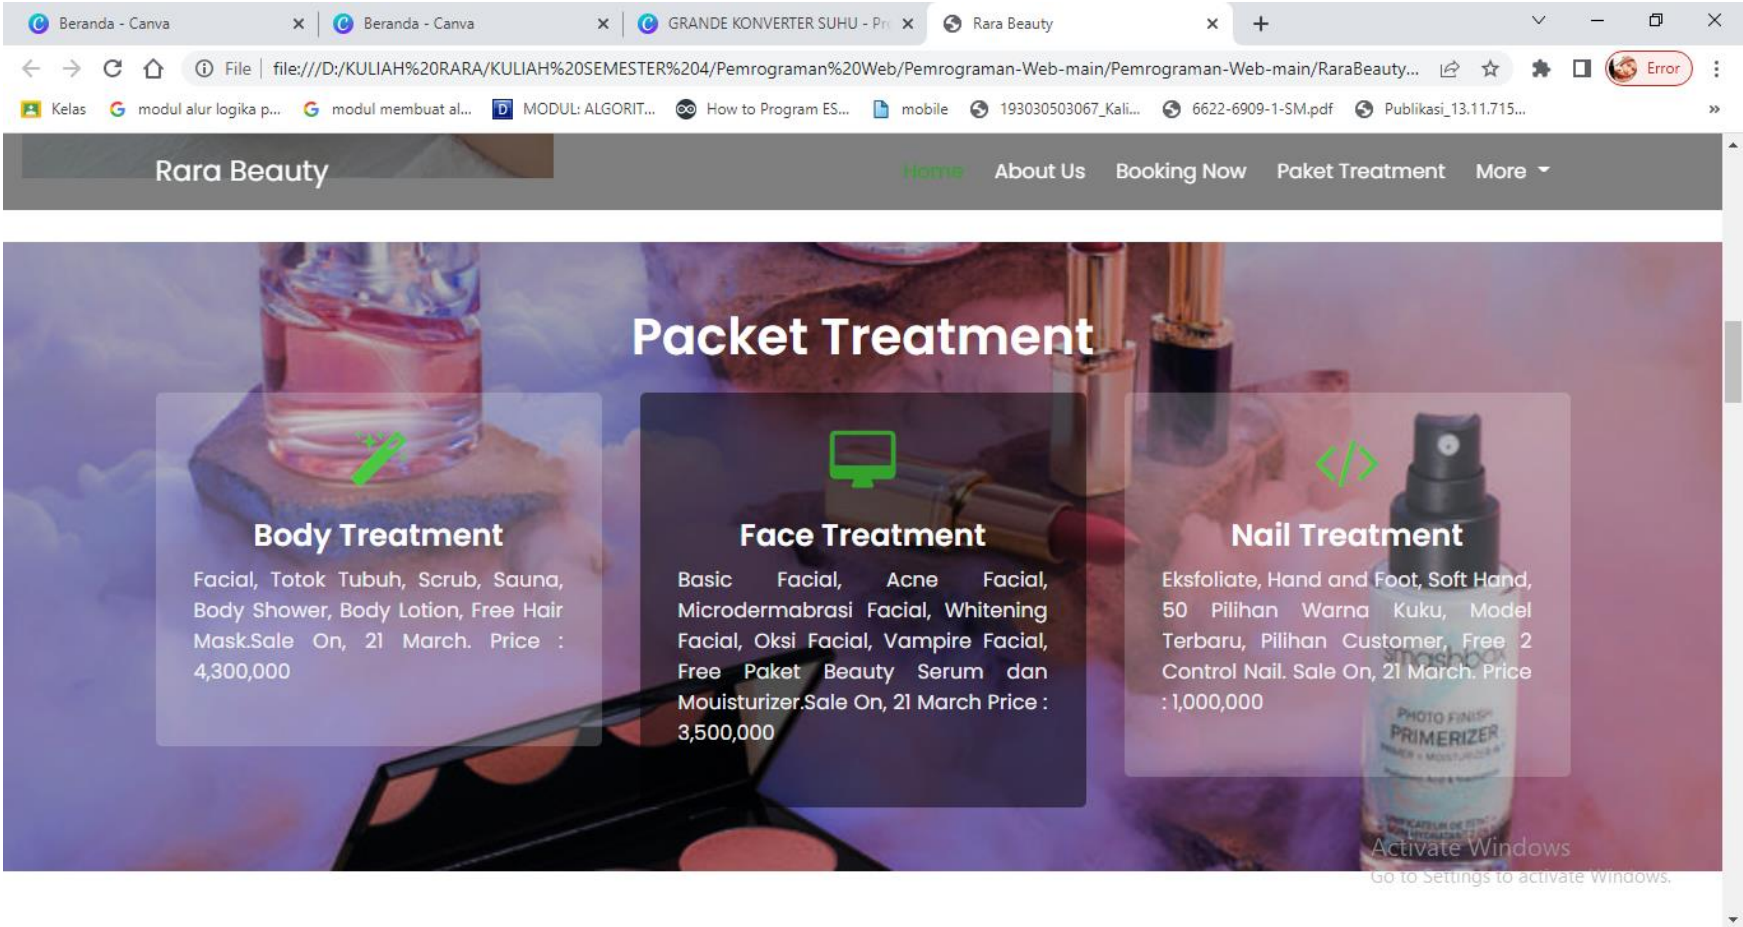 Beranda - Canva
Beranda - Canva
GRANDE KONVERTER SUHU - Pr
Rara Beauty
File
file:///D:/KULIAH%20RARA/KULIAH%20SEMESTER%204/Pemrograman%20Web/Pemrograman-Web-main/Pemrograman-Web-main/RaraBeauty...
Error
Kelas
modul alur logika p...
modul membuat al...
MODUL: ALGORIT...
How to Program ES...
mobile
193030503067_Kali...
6622-6909-1-SM.pdf
Publikasi_13.11.715...
Rara Beauty
Home
About Us
Booking Now
Paket Treatment
More
Packet Treatment
Body Treatment
Facial, Totok Tubuh, Scrub, Sauna,
Body Shower, Body Lotion, Free Hair
Mask.Sale On, 21 March. Price :
4,300,000
Face Treatment
Basic Facial, Acne Facial,
Microdermabrasi Facial, Whitening
Facial, Oksi Facial, Vampire Facial,
Free Paket Beauty Serum dan
Mouisturizer.Sale On, 21 March Price :
3,500,000
Nail Treatment
Eksfoliate, Hand and Foot, Soft Hand,
50 Pilihan Warna Kuku, Model
Terbaru, Pilihan Customer, Free 2
Control Nail. Sale On, 21 March. Price
: 1,000,000
smashbox
PHOTO FINISH
PRIMERIZER
Activate Windows
Go to Settings to activate Windows.